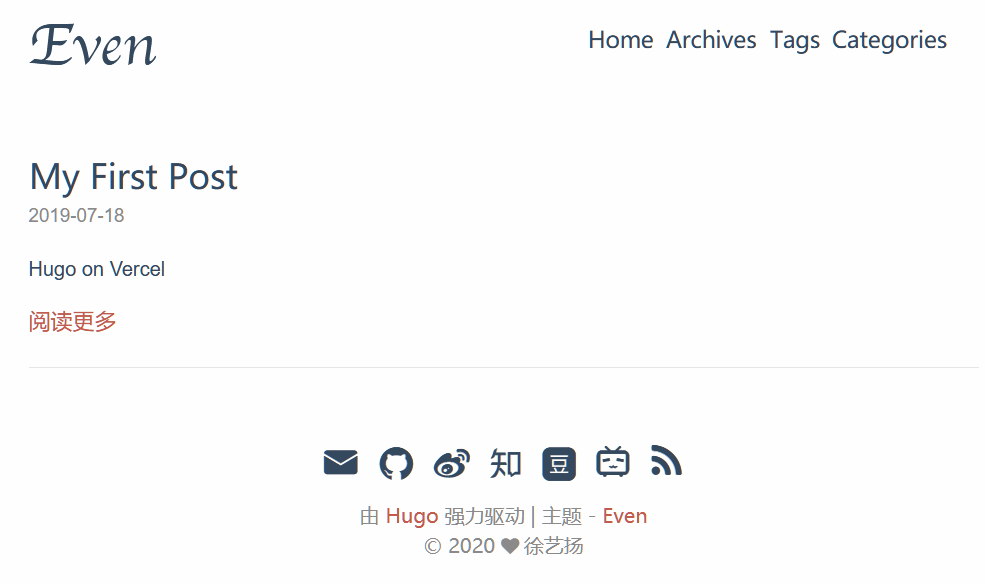 Even
Home Archives Tags Categories
My First Post
2019-07-18
Hugo on Vercel
阅读更多
知 豆
由 Hugo 强力驱动 | 主题 - Even
© 2020 ❤ 徐艺扬